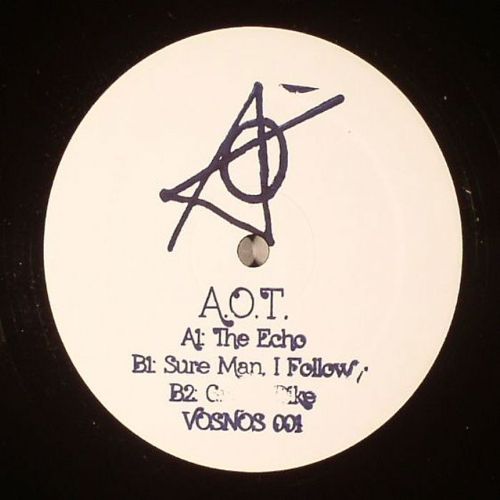 A.O.T.
A1: The Echo
B1: Sure Man, I Follow
B2:
VOSNOS 001